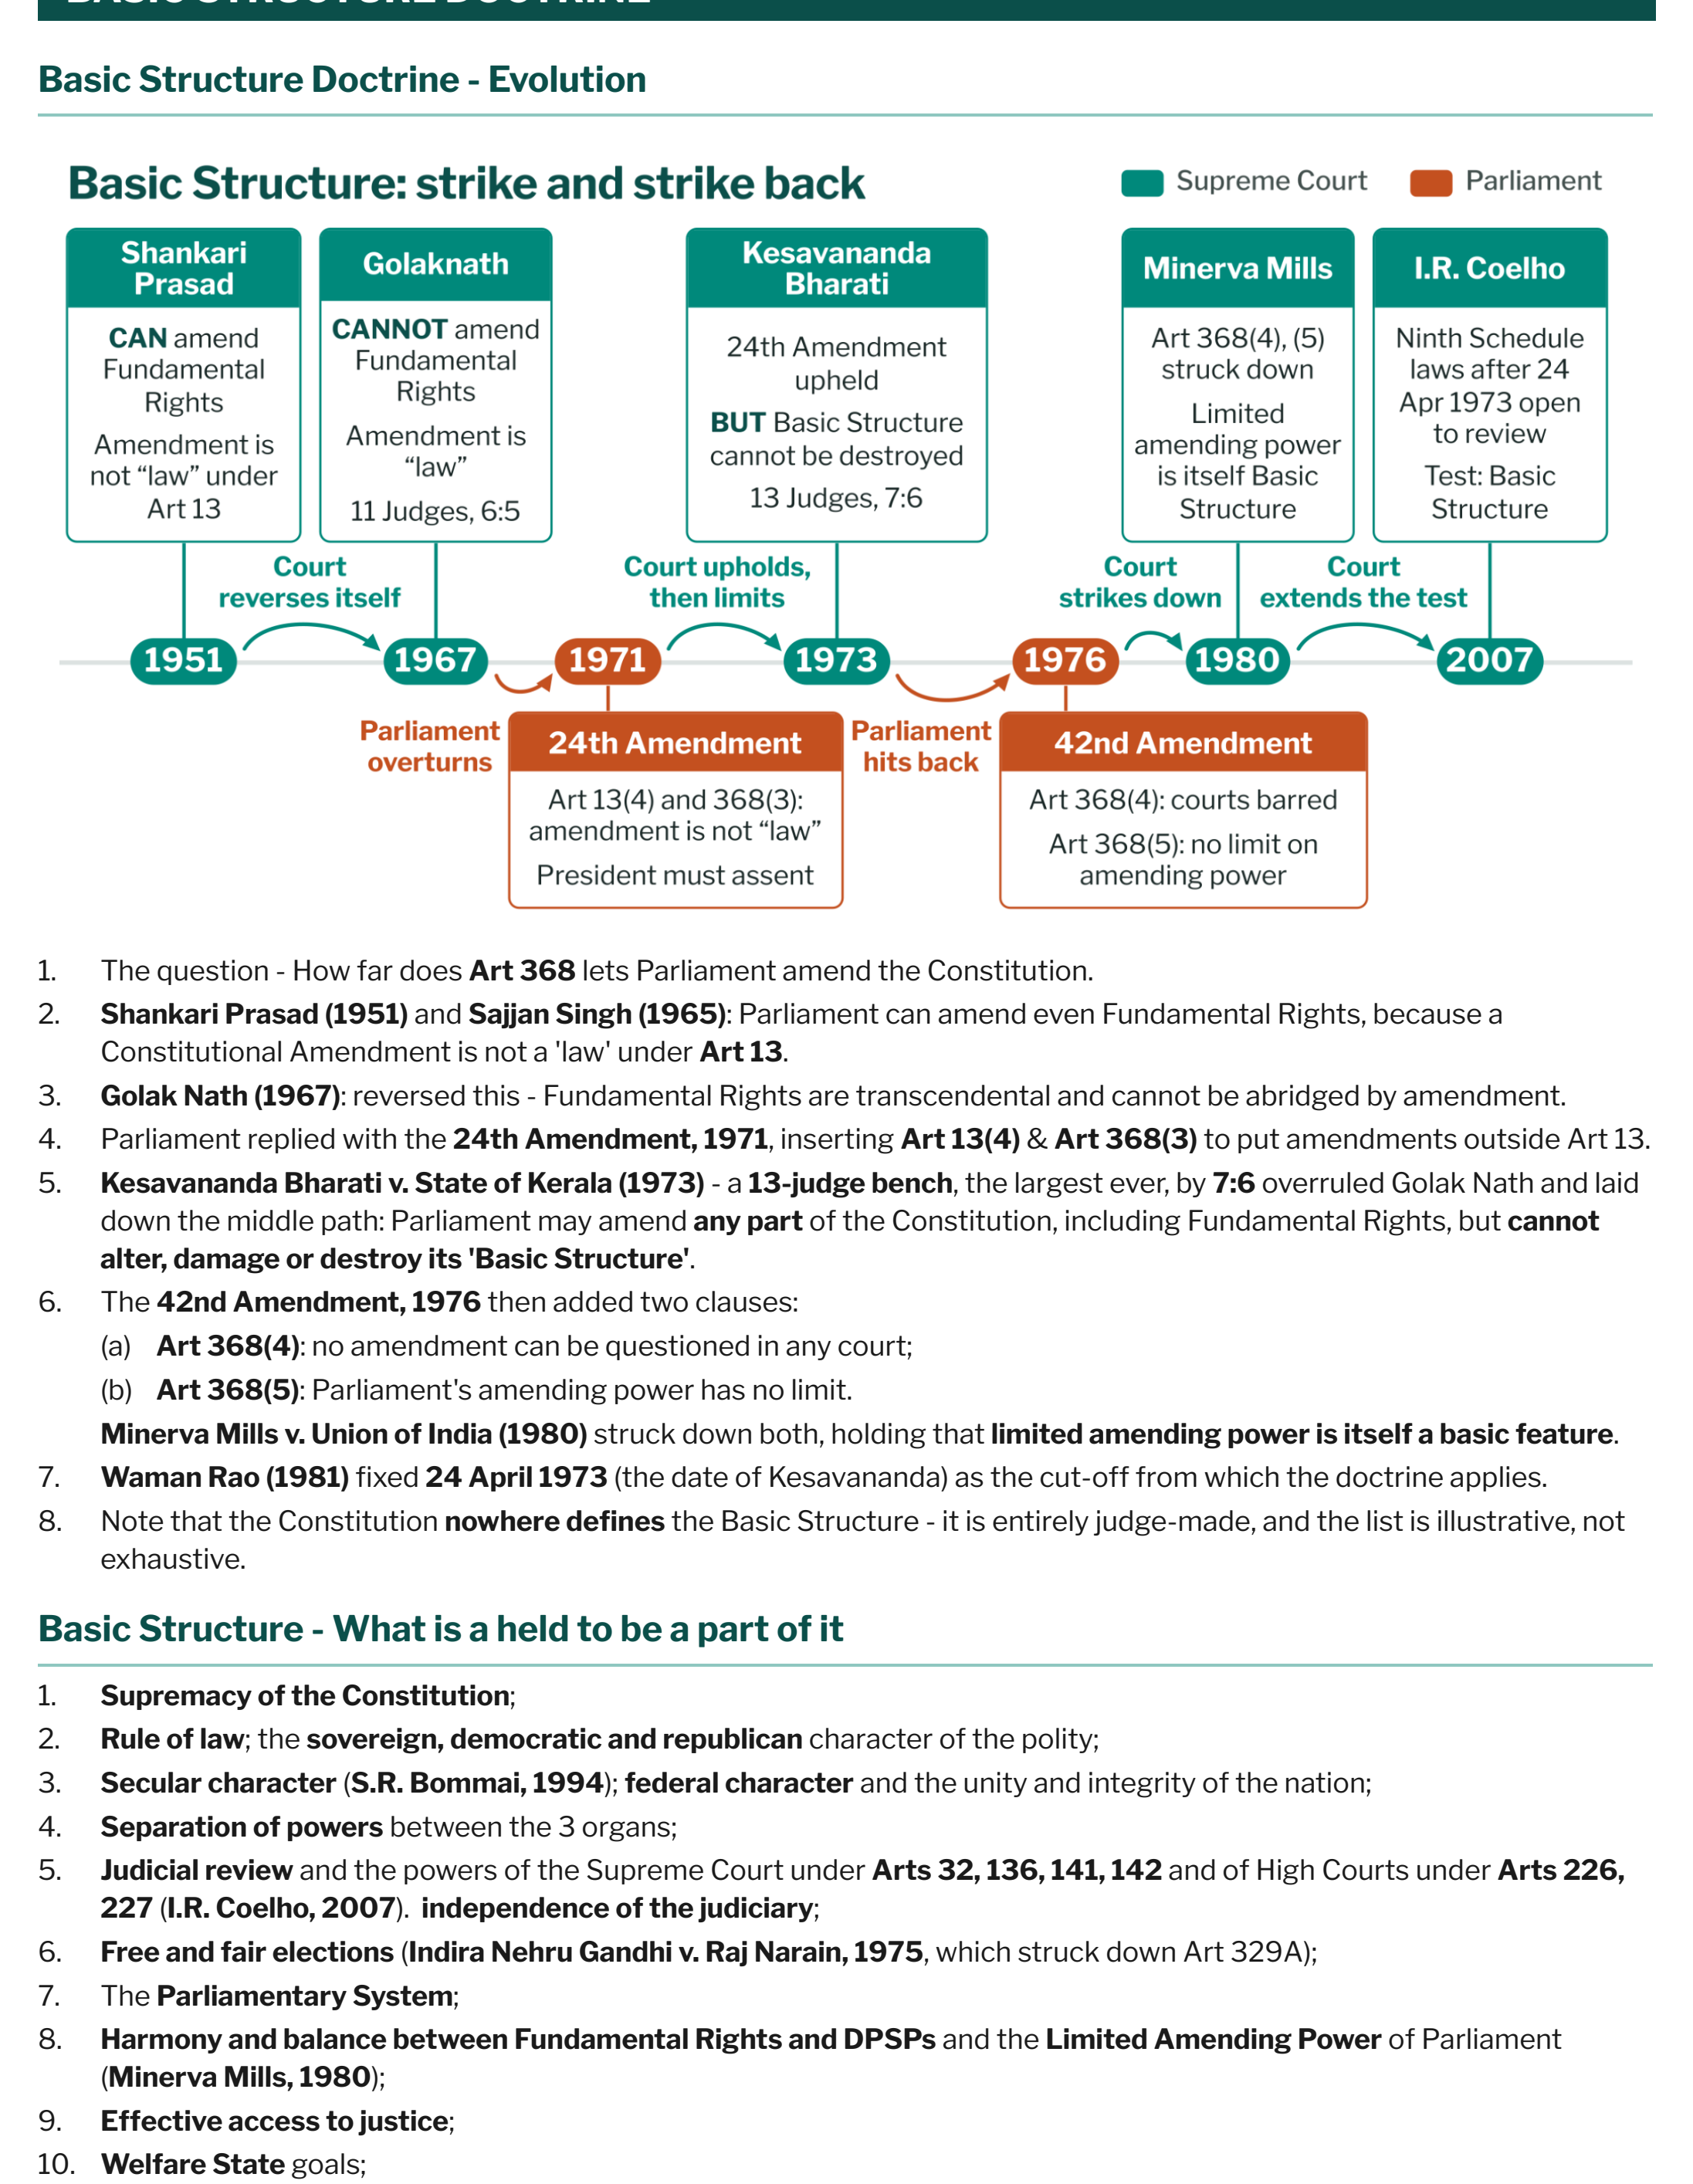 BASIC STRUCTURE DOCTRINE
Basic Structure Doctrine - Evolution
Basic Structure: strike and strike back
Supreme Court
Parliament
Shankari
Prasad
CAN amend
Fundamental
Rights
Amendment is
not “law” under
Art 13
Golaknath
CANNOT amend
Fundamental
Rights
Amendment is
“law”
11 Judges, 6:5
Kesavananda
Bharati
24th Amendment
upheld
BUT Basic Structure
cannot be destroyed
13 Judges, 7:6
Minerva Mills
Art 368(4), (5)
struck down
Limited
amending power
is itself Basic
Structure
I.R. Coelho
Ninth Schedule
laws after 24
Apr 1973 open
to review
Test: Basic
Structure
Court
reverses itself
Court upholds,
then limits
Court
strikes down
Court
extends the test
1951
1967
1971
1973
1976
1980
2007
Parliament
overturns
24th Amendment
Art 13(4) and 368(3):
amendment is not “law”
President must assent
Parliament
hits back
42nd Amendment
Art 368(4): courts barred
Art 368(5): no limit on
amending power
1. The question - How far does Art 368 lets Parliament amend the Constitution.
2. Shankari Prasad (1951) and Sajjan Singh (1965): Parliament can amend even Fundamental Rights, because a
Constitutional Amendment is not a 'law' under Art 13.
3. Golak Nath (1967): reversed this - Fundamental Rights are transcendental and cannot be abridged by amendment.
4. Parliament replied with the 24th Amendment, 1971, inserting Art 13(4) & Art 368(3) to put amendments outside Art 13.
5. Kesavananda Bharati v. State of Kerala (1973) - a 13-judge bench, the largest ever, by 7:6 overruled Golak Nath and laid
down the middle path: Parliament may amend any part of the Constitution, including Fundamental Rights, but cannot
alter, damage or destroy its 'Basic Structure'.
6. The 42nd Amendment, 1976 then added two clauses:
(a) Art 368(4): no amendment can be questioned in any court;
(b) Art 368(5): Parliament's amending power has no limit.
Minerva Mills v. Union of India (1980) struck down both, holding that limited amending power is itself a basic feature.
7. Waman Rao (1981) fixed 24 April 1973 (the date of Kesavananda) as the cut-off from which the doctrine applies.
8. Note that the Constitution nowhere defines the Basic Structure - it is entirely judge-made, and the list is illustrative, not
exhaustive.
Basic Structure - What is a held to be a part of it
1. Supremacy of the Constitution;
2. Rule of law; the sovereign, democratic and republican character of the polity;
3. Secular character (S.R. Bommai, 1994); federal character and the unity and integrity of the nation;
4. Separation of powers between the 3 organs;
5. Judicial review and the powers of the Supreme Court under Arts 32, 136, 141, 142 and of High Courts under Arts 226,
227 (I.R. Coelho, 2007). independence of the judiciary;
6. Free and fair elections (Indira Nehru Gandhi v. Raj Narain, 1975, which struck down Art 329A);
7. The Parliamentary System;
8. Harmony and balance between Fundamental Rights and DPSPs and the Limited Amending Power of Parliament
(Minerva Mills, 1980);
9. Effective access to justice;
10. Welfare State goals;